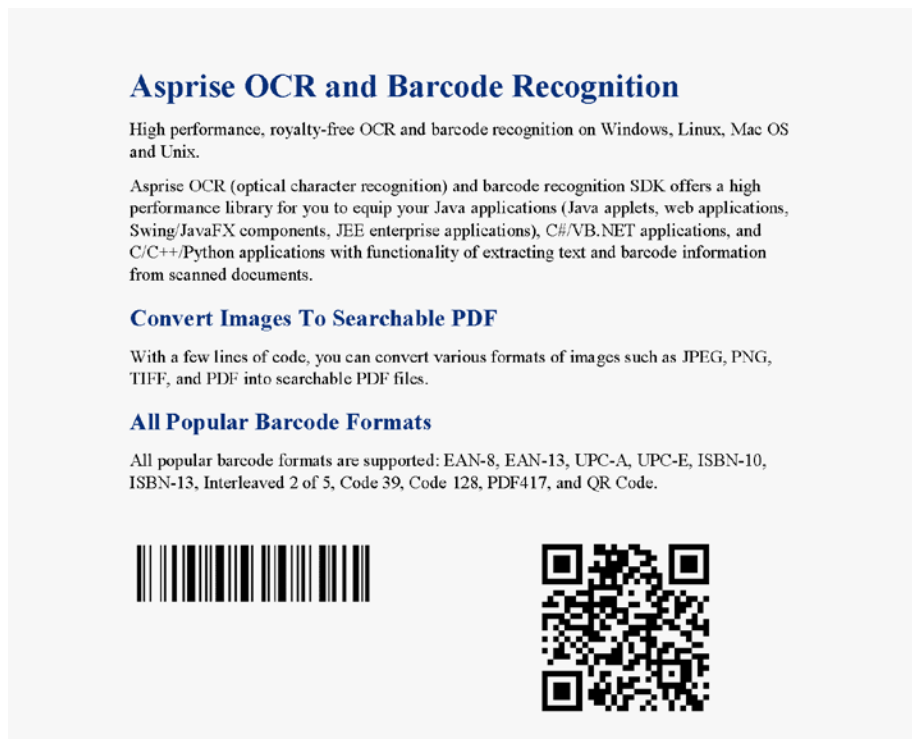 Asprise OCR and Barcode Recognition
High performance, royalty-free OCR and barcode recognition on Windows, Linux, Mac OS
and Unix.
Asprise OCR (optical character recognition) and barcode recognition SDK offers a high
performance library for you to equip your Java applications (Java applets, web applications,
Swing/JavaFX components, JEE enterprise applications), C#/VB.NET applications, and
C/C++/Python applications with functionality of extracting text and barcode information
from scanned documents.
Convert Images To Searchable PDF
With a few lines of code, you can convert various formats of images such as JPEG, PNG,
TIFF, and PDF into searchable PDF files.
All Popular Barcode Formats
All popular barcode formats are supported: EAN-8, EAN-13, UPC-A, UPC-E, ISBN-10,
ISBN-13, Interleaved 2 of 5, Code 39, Code 128, PDF417, and QR Code.